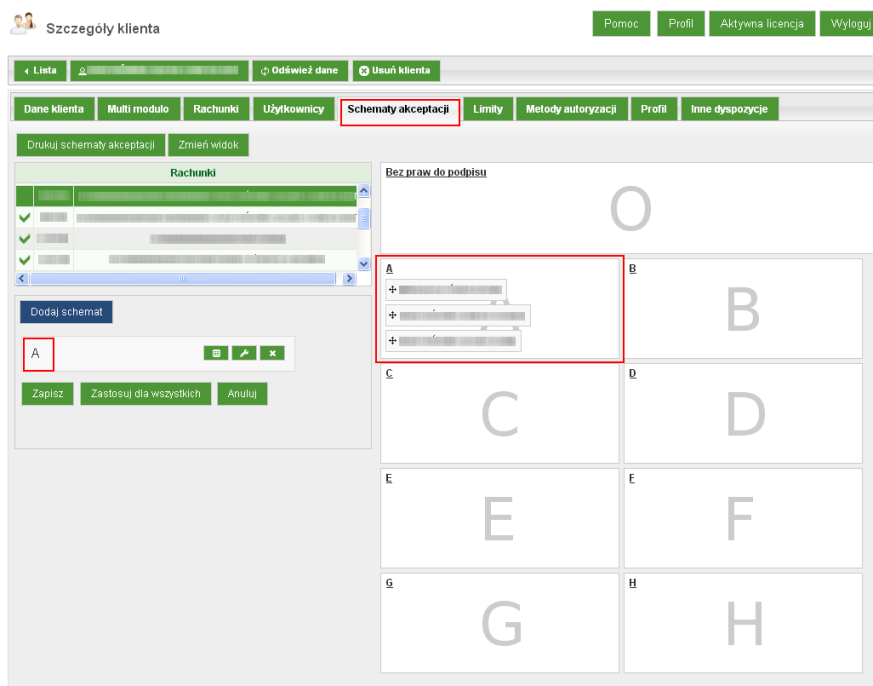 Szczegóły klienta
Pomoc Profil Aktywna licencja Wyloguj
Lista Odśwież dane Usuń klienta
Dane klienta Multi modulo Rachunki Użytkownicy Schematy akceptacji Limity Metody autoryzacji Profil Inne dyspozycje
Drukuj schematy akceptacji Zmień widok
Rachunki
Bez praw do podpisu
O
Dodaj schemat
A
Zapisz Zastosuj dla wszystkich Anuluj
A
A
B
B
C
C
D
D
E
E
F
F
G
G
H
H